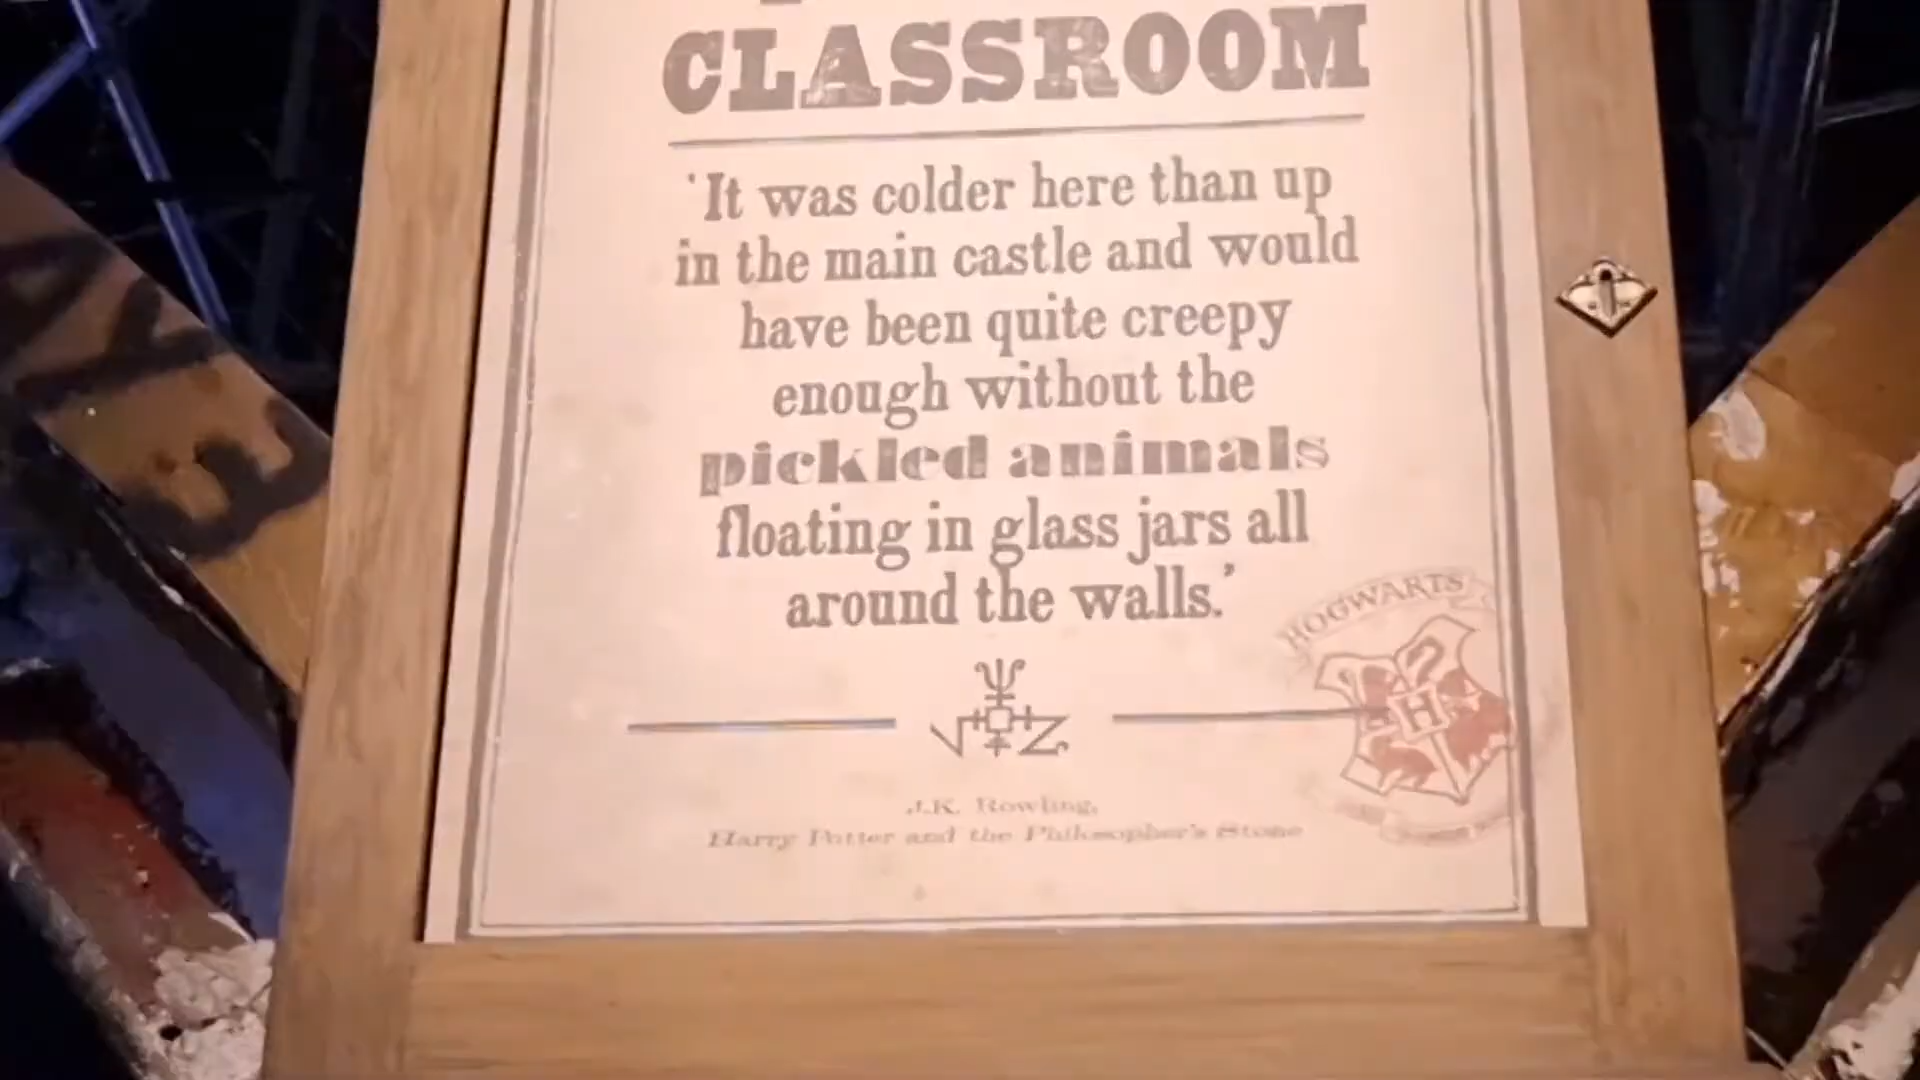 CLASSROOM
'It was colder here than up
in the main castle and would
have been quite creepy
enough without the
pickled animals
floating in glass jars all
around the walls.'
HOGWARTS
H
J.K. Rowling,
Harry Potter and the Philosopher's Stone